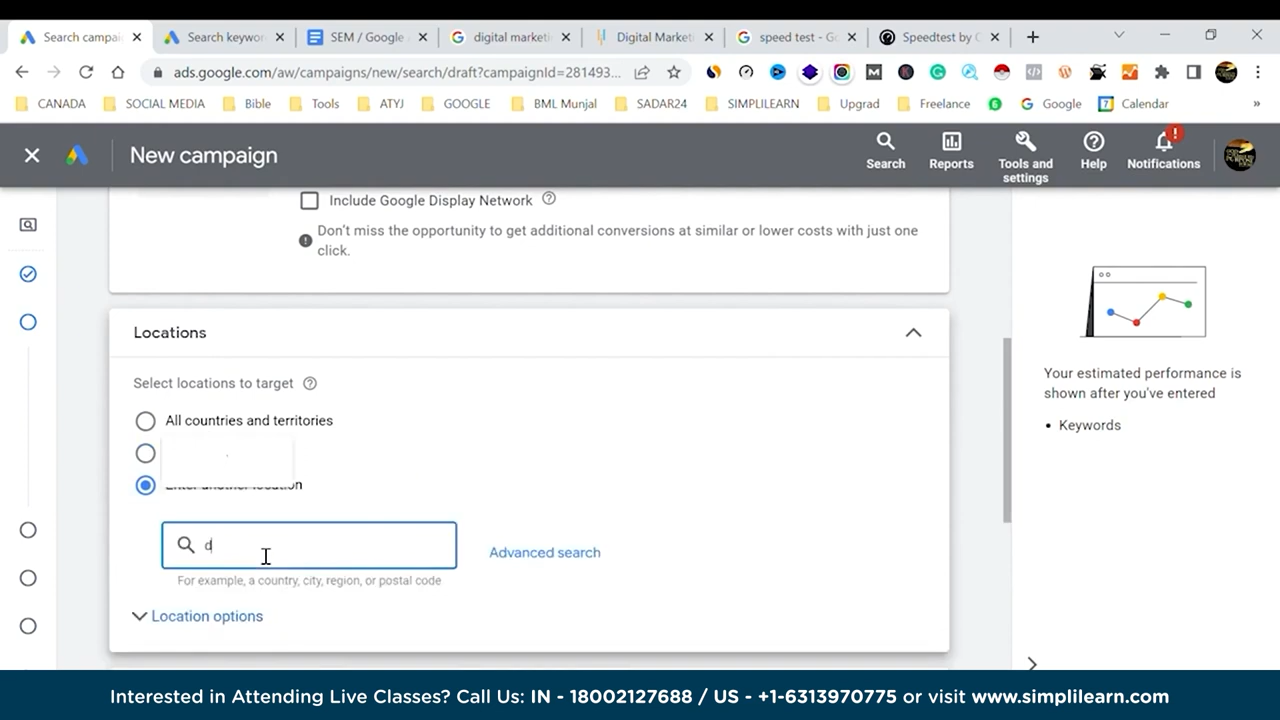 Search campai
Search keywor
SEM / Google
digital marketi
Digital Market
speed test - Go
Speedtest by O
ads.google.com/aw/campaigns/new/search/draft?campaignId=281493...
CANADA
SOCIAL MEDIA
Bible
Tools
ATYJ
GOOGLE
BML Munjal
SADAR24
SIMPLILEARN
Upgrad
Freelance
Google
Calendar
»
New campaign
Search
Reports
Tools and
settings
Help
Notifications
Include Google Display Network
Don't miss the opportunity to get additional conversions at similar or lower costs with just one
click.
Locations
Select locations to target
All countries and territories
Enter another location
d
Advanced search
For example, a country, city, region, or postal code
Location options
Your estimated performance is
shown after you've entered
• Keywords
Interested in Attending Live Classes? Call Us: IN - 18002127688 / US - +1-6313970775 or visit www.simplilearn.com